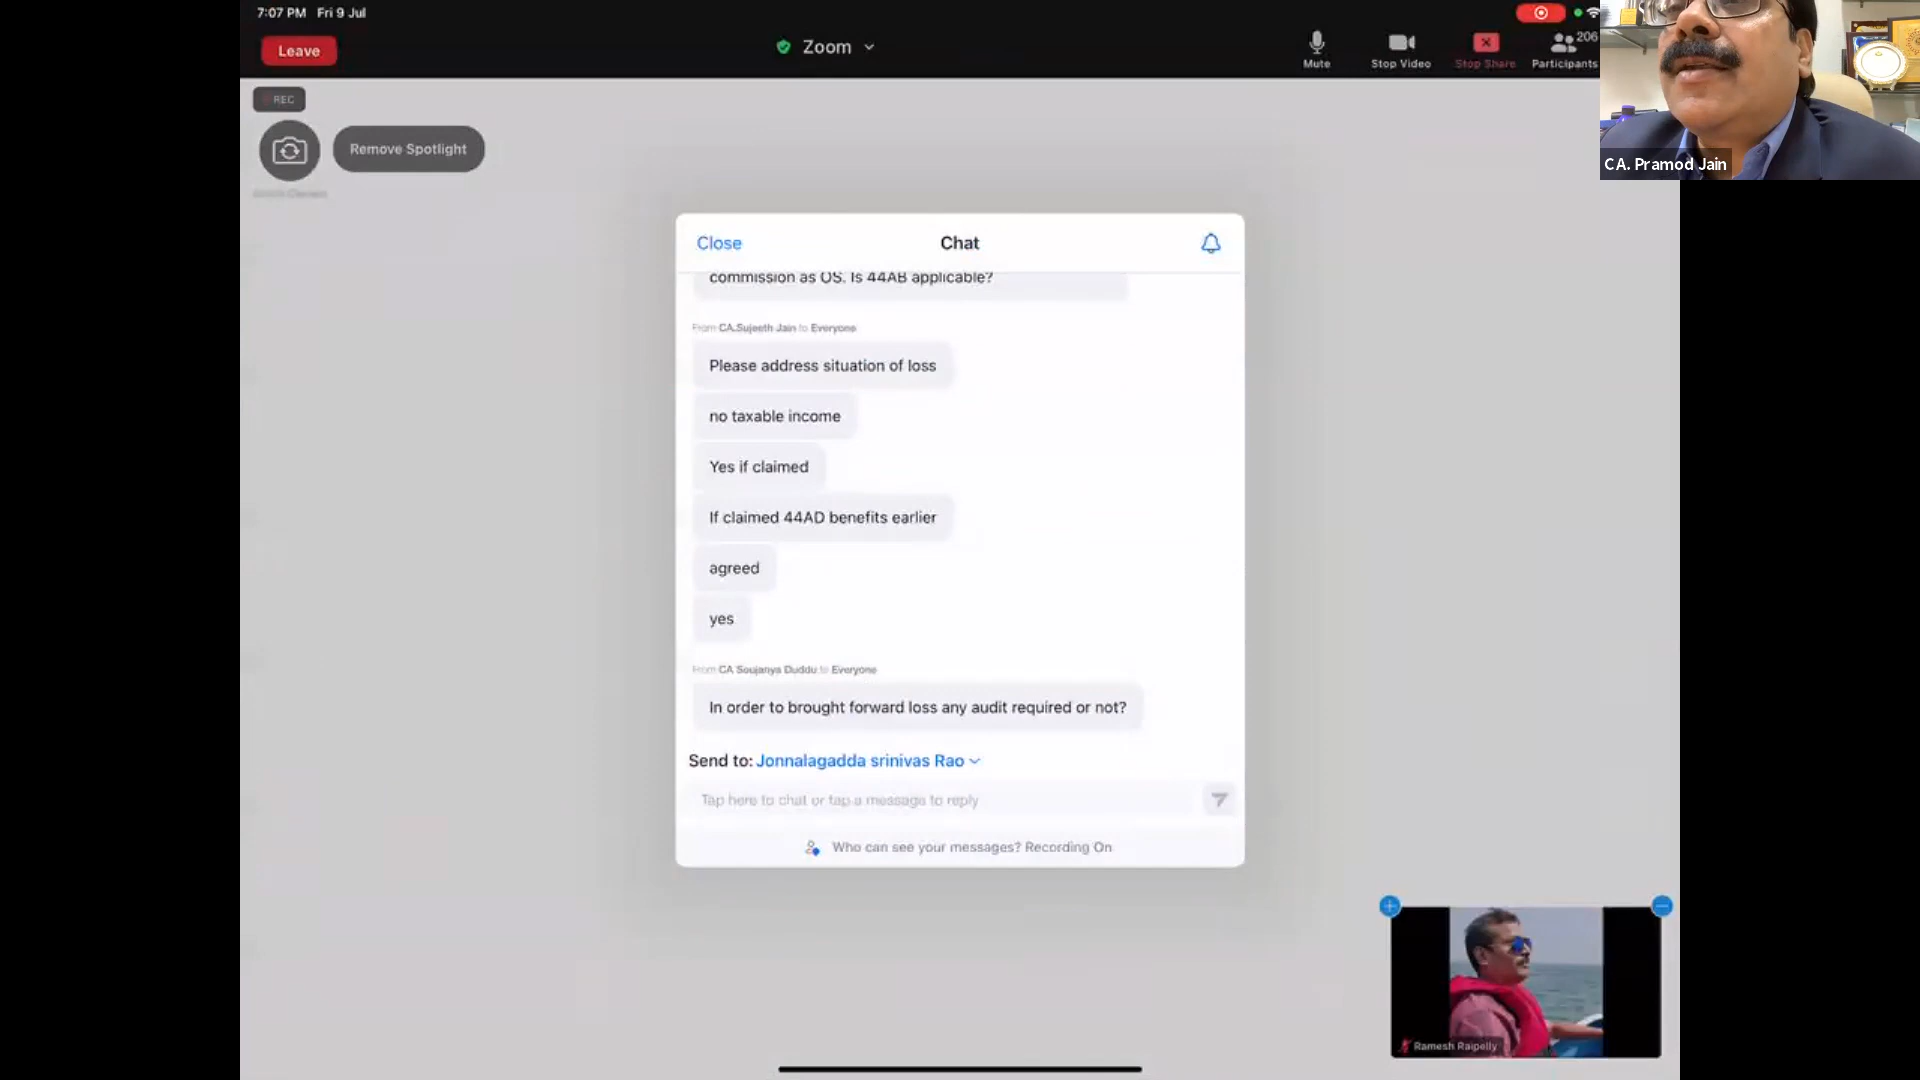 7:07 PM Fri 9 Jul
Leave
Zoom
Mute
Stop Video
Stop Share
206
Participants
REC
Remove Spotlight
CA. Pramod Jain
Close
Chat
commission as OS. Is 44AB applicable?
From CA.Sujeeth Jain to Everyone
Please address situation of loss
no taxable income
Yes if claimed
If claimed 44AD benefits earlier
agreed
yes
From CA Soujanya Duddu to Everyone
In order to brought forward loss any audit required or not?
Send to: Jonnalagadda srinivas Rao
Tap here to chat or tap a message to reply
Who can see your messages? Recording On
Ramesh Raipelly